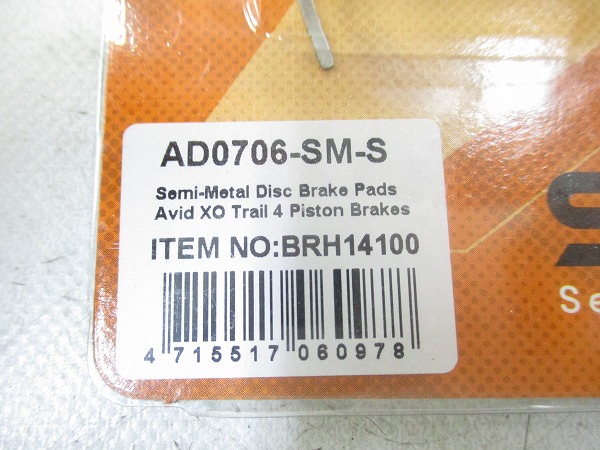 AD0706-SM-S
Semi-Metal Disc Brake Pads
Avid XO Trail 4 Piston Brakes
ITEM NO:BRH14100
4 715517 060978